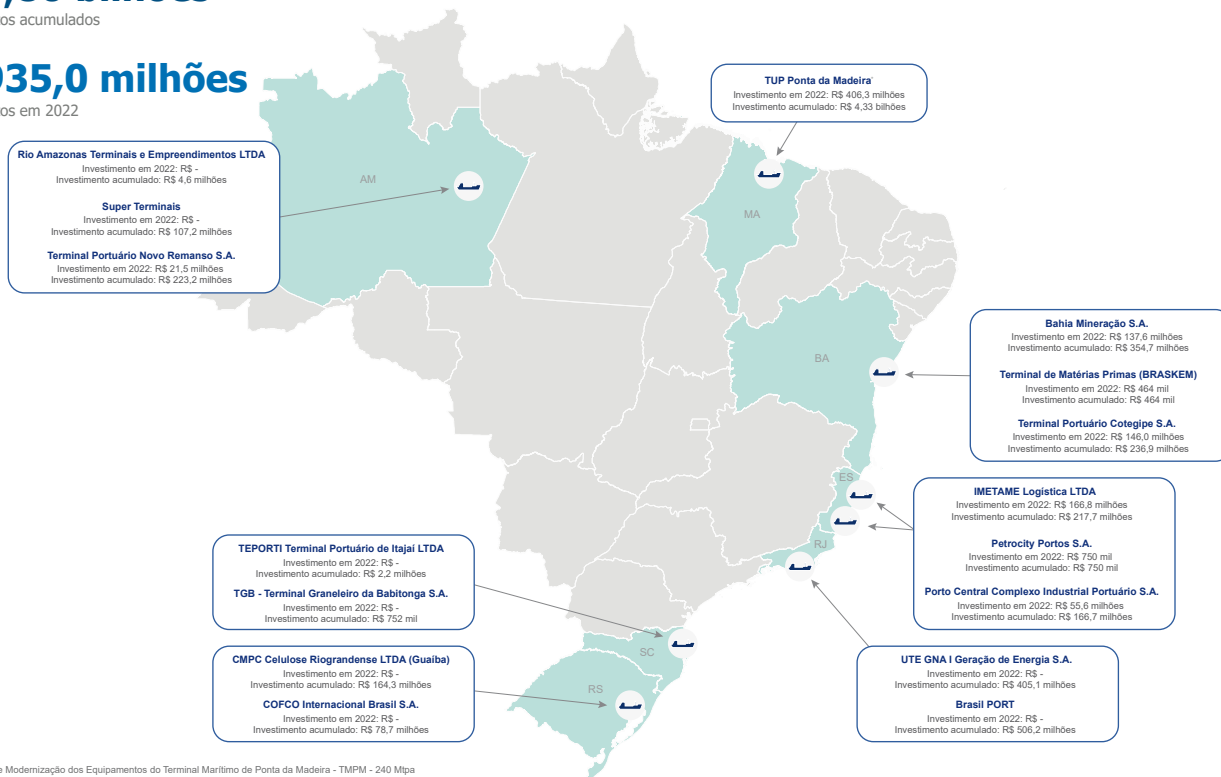 bilhões
acumulados
935,0 milhões
em 2022
TUP Ponta da Madeira
Investimento em 2022: R$ 406,3 milhões
Investimento acumulado: R$ 4,33 bilhões
Rio Amazonas Terminais e Empreendimentos LTDA
Investimento em 2022: R$ -
Investimento acumulado: R$ 4,6 milhões
Super Terminais
Investimento em 2022: R$ -
Investimento acumulado: R$ 107,2 milhões
Terminal Portuário Novo Remanso S.A.
Investimento em 2022: R$ 21,5 milhões
Investimento acumulado: R$ 223,2 milhões
AM
MA
BA
ES
RJ
SC
RS
Bahia Mineração S.A.
Investimento em 2022: R$ 137,6 milhões
Investimento acumulado: R$ 354,7 milhões
Terminal de Matérias Primas (BRASKEM)
Investimento em 2022: R$ 464 mil
Investimento acumulado: R$ 464 mil
Terminal Portuário Cotegipe S.A.
Investimento em 2022: R$ 146,0 milhões
Investimento acumulado: R$ 236,9 milhões
IMETAME Logística LTDA
Investimento em 2022: R$ 166,8 milhões
Investimento acumulado: R$ 217,7 milhões
Petrocity Portos S.A.
Investimento em 2022: R$ 750 mil
Investimento acumulado: R$ 750 mil
Porto Central Complexo Industrial Portuário S.A.
Investimento em 2022: R$ 55,6 milhões
Investimento acumulado: R$ 166,7 milhões
TEPORTI Terminal Portuário de Itajaí LTDA
Investimento em 2022: R$ -
Investimento acumulado: R$ 2,2 milhões
TGB - Terminal Graneleiro da Babitonga S.A.
Investimento em 2022: R$ -
Investimento acumulado: R$ 752 mil
CMPC Celulose Riograndense LTDA (Guaíba)
Investimento em 2022: R$ -
Investimento acumulado: R$ 164,3 milhões
COFCO Internacional Brasil S.A.
Investimento em 2022: R$ -
Investimento acumulado: R$ 78,7 milhões
UTE GNA I Geração de Energia S.A.
Investimento em 2022: R$ -
Investimento acumulado: R$ 405,1 milhões
Brasil PORT
Investimento em 2022: R$ -
Investimento acumulado: R$ 506,2 milhões
e Modernização dos Equipamentos do Terminal Marítimo de Ponta da Madeira - TMPM - 240 Mtpa